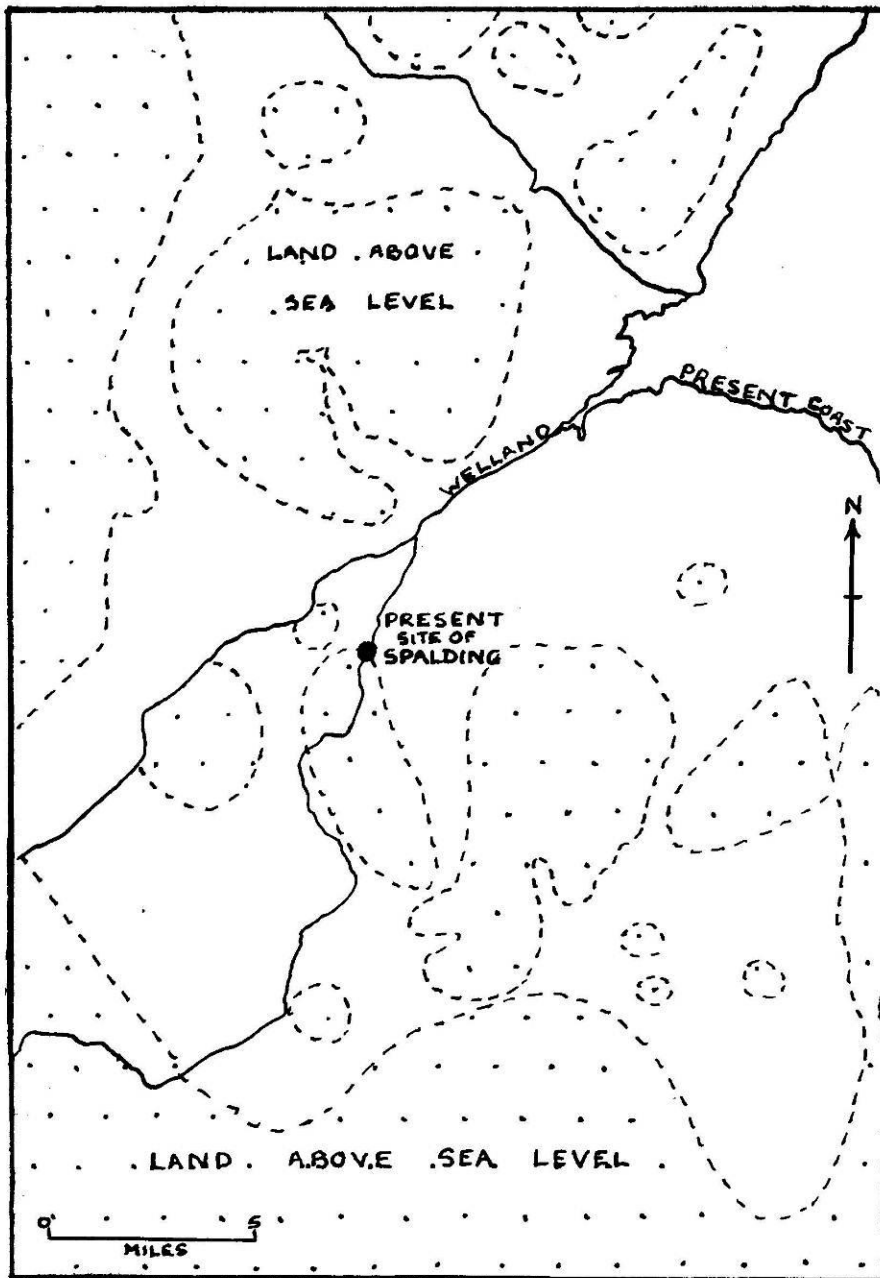 LAND ABOVE
SEA LEVEL
PRESENT COAST
WELLAND
N
PRESENT
SITE OF
SPALDING
LAND ABOVE SEA LEVEL
0 5
MILES